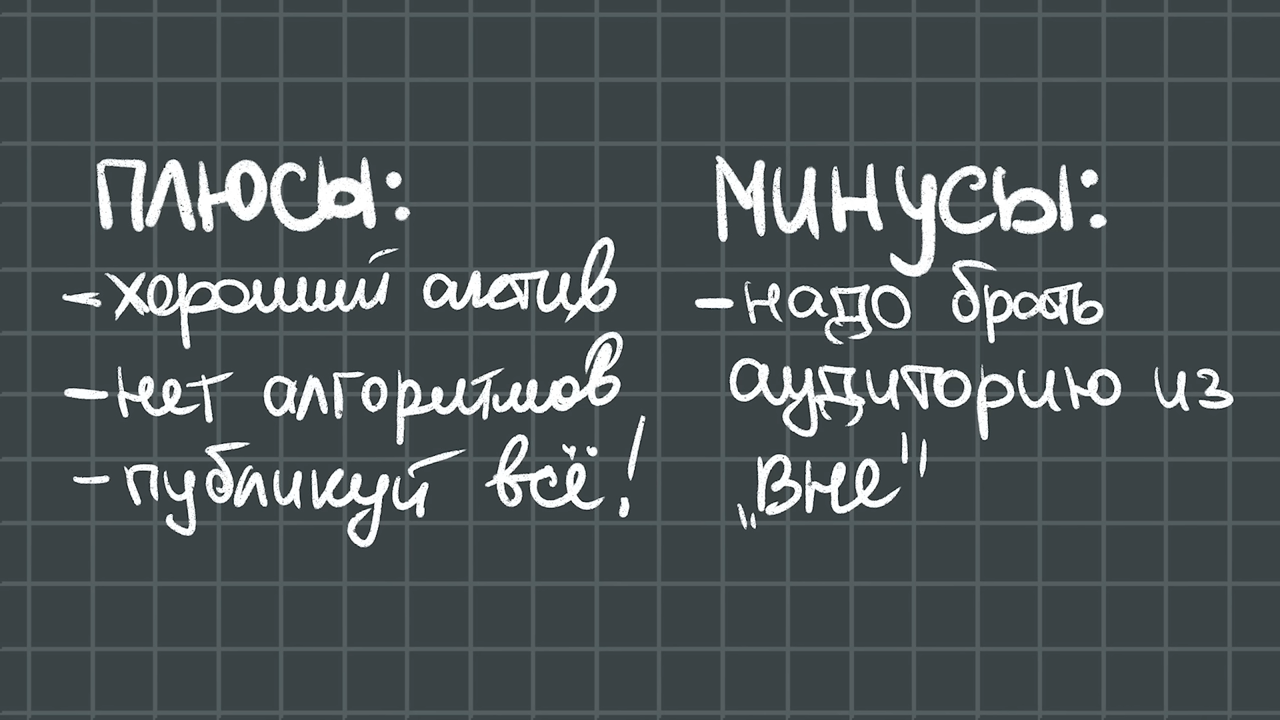 ПЛЮСЫ:
- хороший актив
- нет алгоритмов
- публикуй всё!
МИНУСЫ:
- надо брать
аудиторию из
„вне"